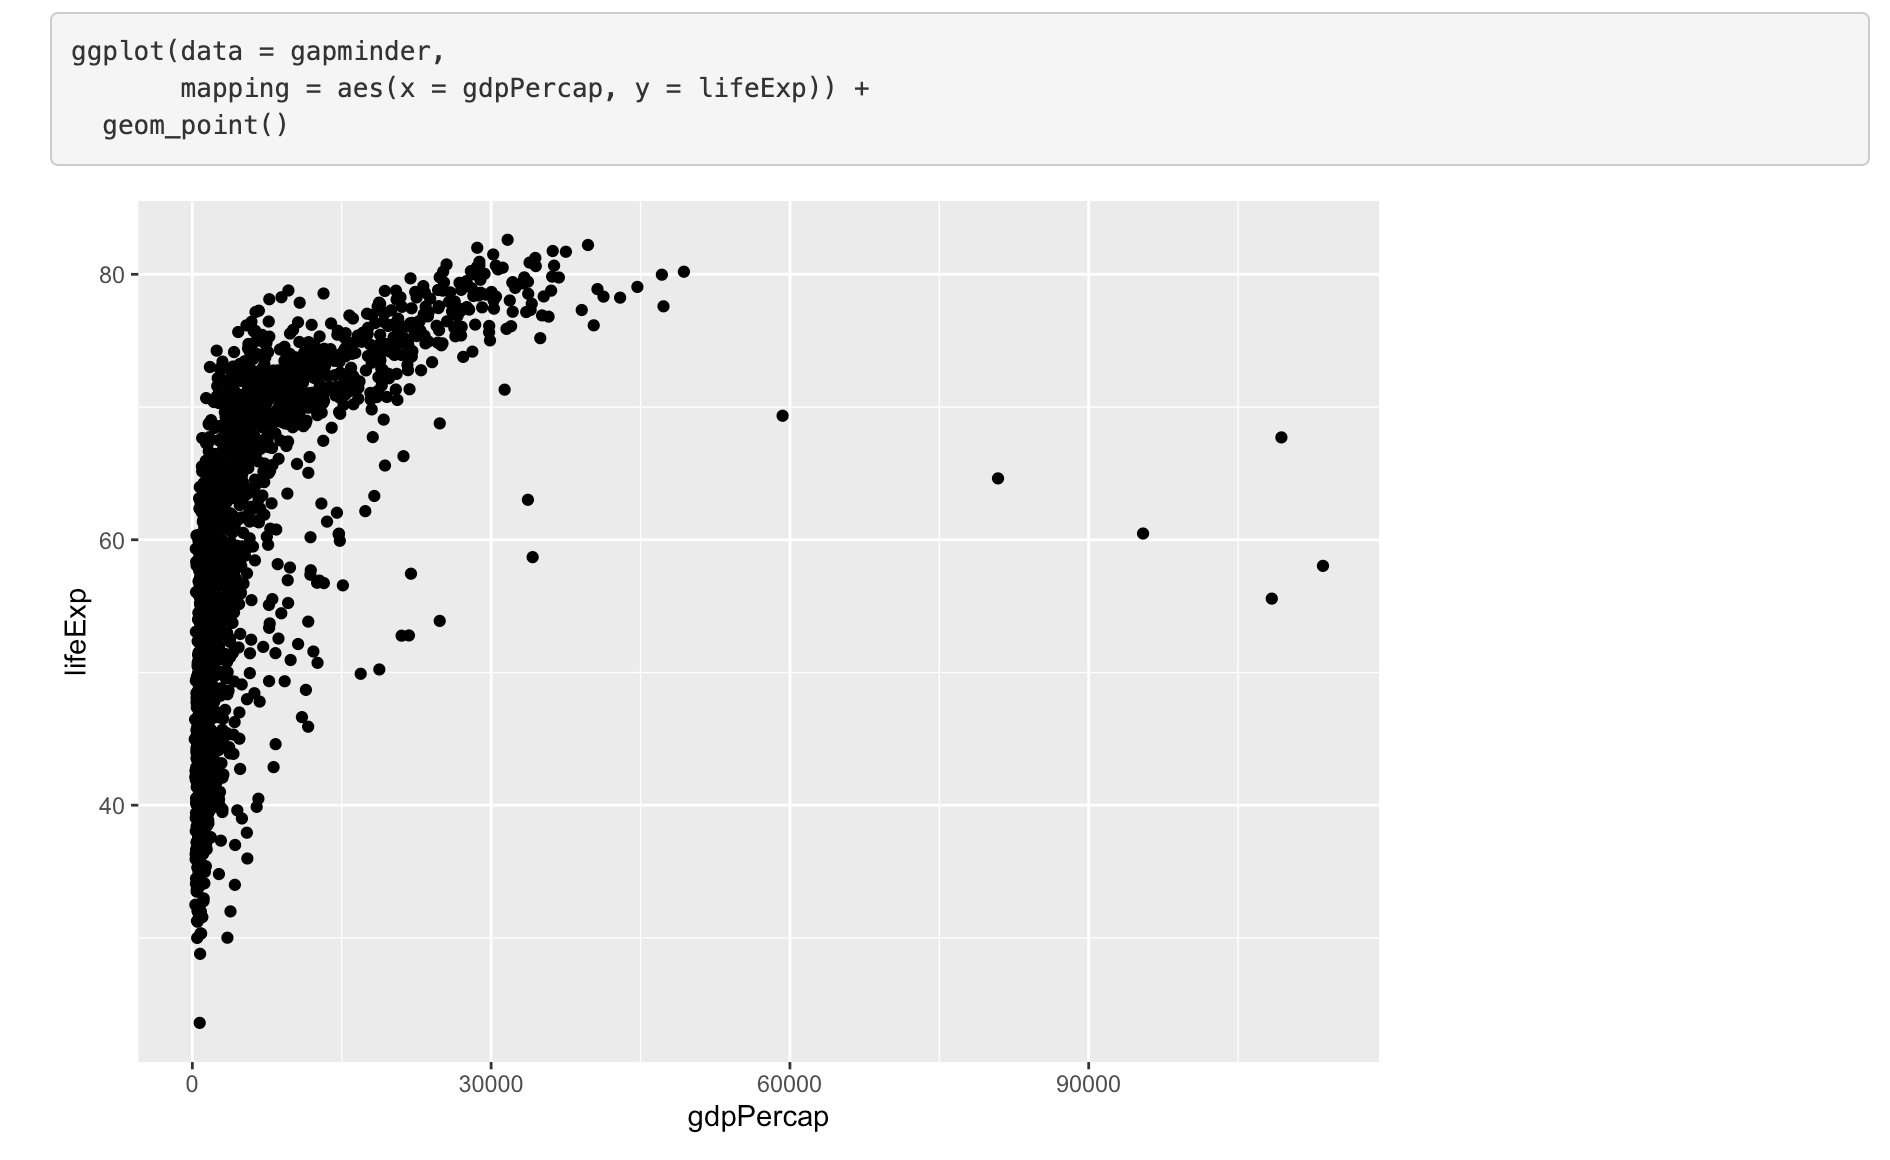 ggplot(data = gapminder,
       mapping = aes(x = gdpPercap, y = lifeExp)) +
  geom_point()
80
60
40
lifeExp
0 30000 60000 90000
gdpPercap